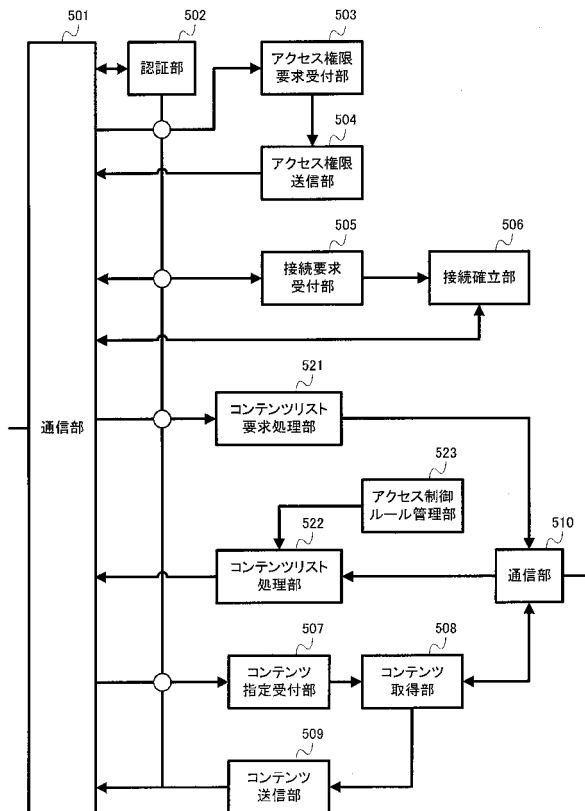 501
502
503
認証部
アクセス権限
要求受付部
504
アクセス権限
送信部
505
506
接続要求
受付部
接続確立部
521
通信部
コンテンツリスト
要求処理部
523
アクセス制御
ルール管理部
522
510
コンテンツリスト
処理部
通信部
507
508
コンテンツ
指定受付部
コンテンツ
取得部
509
コンテンツ
送信部